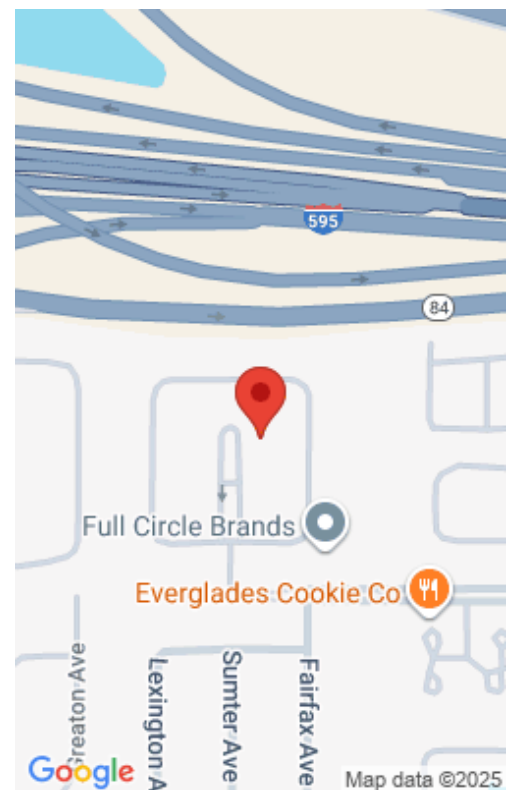 595
84
Full Circle Brands
Everglades Cookie Co
Greaton Ave
Lexington A
Sumter Ave
Fairfax Ave
Google
Map data ©2025